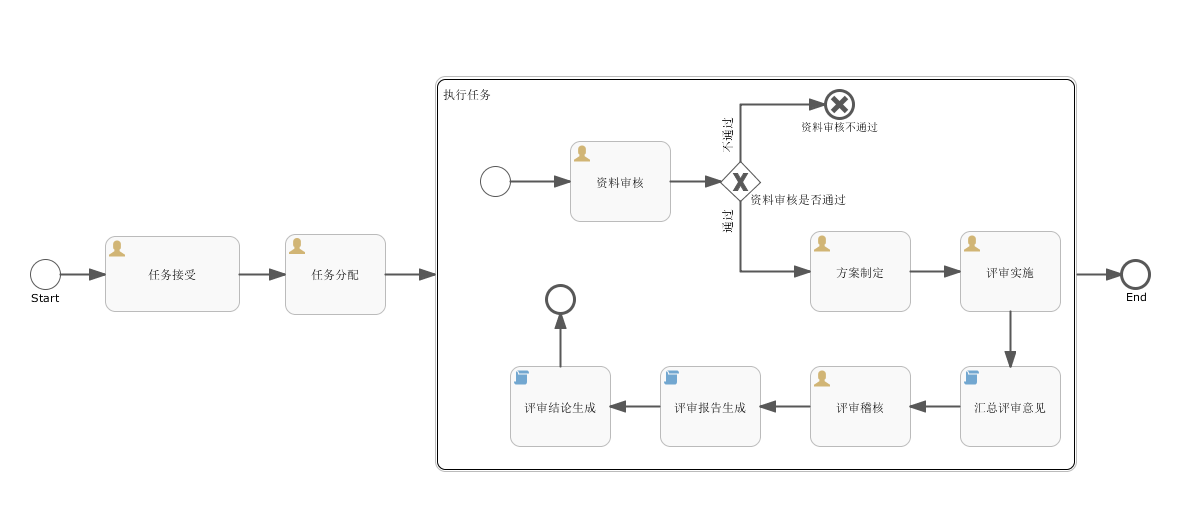 执行任务
资料审核不通过
不通过
资料审核
资料审核是否通过
通过
Start
任务接受
任务分配
方案制定
评审实施
End
评审结论生成
评审报告生成
评审稽核
汇总评审意见